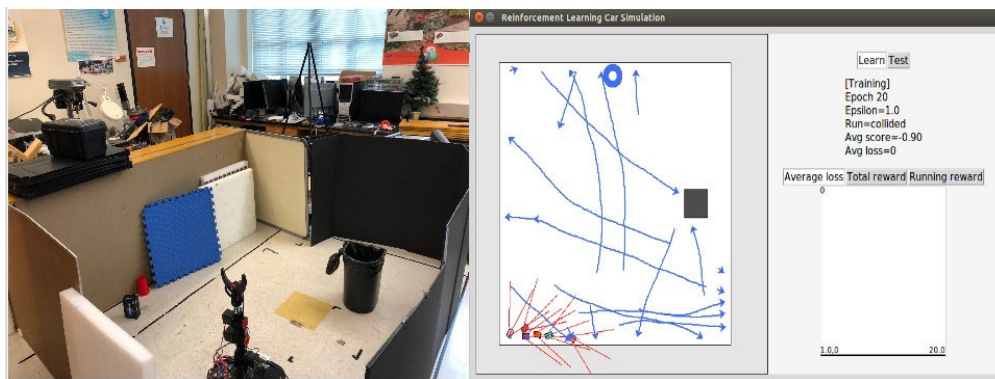 Reinforcement Learning Car Simulation
Learn Test
[Training]
Epoch 20
Epsilon=1.0
Run=collided
Avg score=-0.90
Avg loss=0
Average loss Total reward Running reward
0
1.0,0 20.0